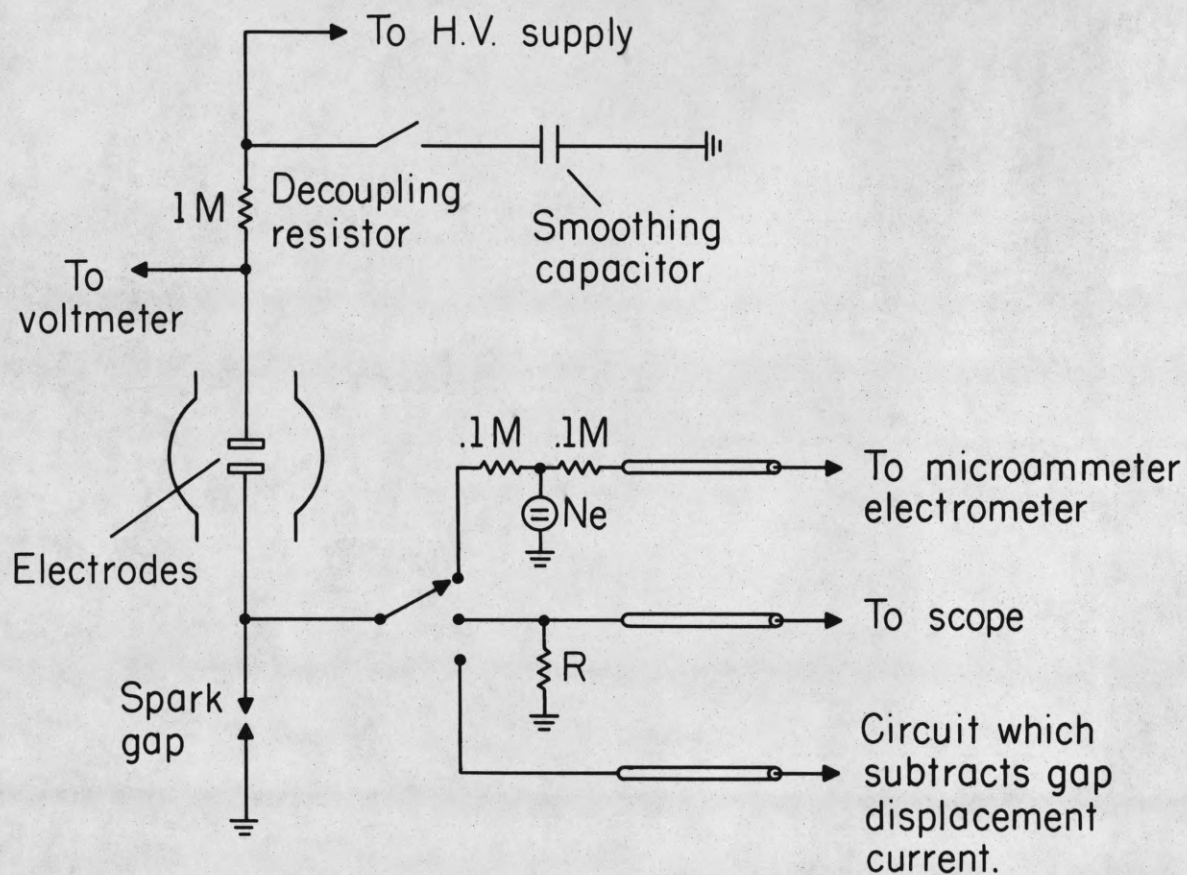 To H.V. supply
1M
Decoupling
resistor
Smoothing
capacitor
To
voltmeter
.1M
.1M
To microammeter
electrometer
Ne
Electrodes
To scope
R
Spark
gap
Circuit which
subtracts gap
displacement
current.